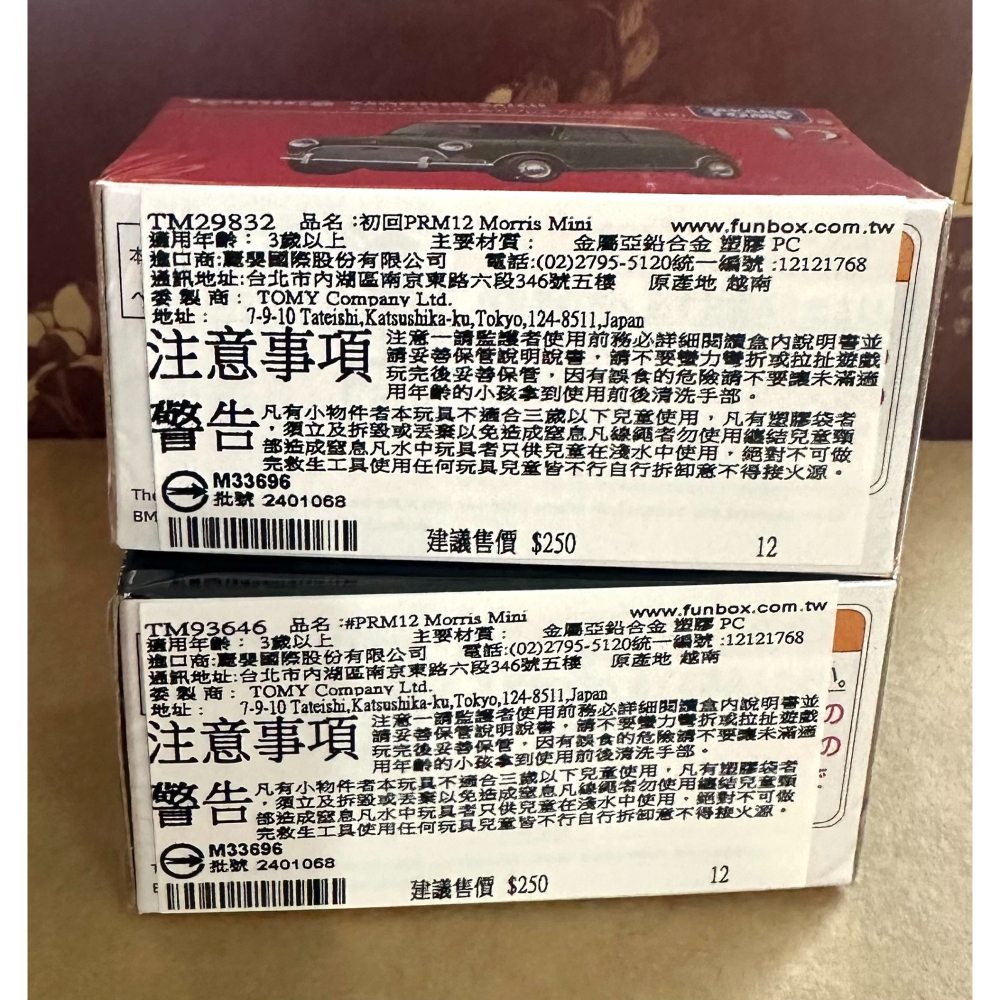 TAKARA TOMY
12
TM29832 品名:初回PRM12 Morris Mini www.funbox.com.tw
適用年齡: 3歲以上 主要材質: 金屬亞鉛合金 塑膠 PC
進口商:麗嬰國際股份有限公司 電話:(02)2795-5120統一編號:12121768
通訊地址:台北市內湖區南京東路六段346號五樓 原產地 越南
委製商: TOMY Company Ltd.
地址: 7-9-10 Tateishi,Katsushika-ku,Tokyo,124-8511,Japan
注意事項
注意一請監護者使用前務必詳細閱讀盒內說明書並
請妥善保管說明書,請不要彎力彎折或拉扯遊戲
玩完後妥善保管,因有誤食的危險請不要讓未滿適
用年齡的小孩拿到使用前後清洗手部。
警告
凡有小物件者本玩具不適合三歲以下兒童使用,凡有塑膠袋者
,須立及拆毀或丟棄以免造成窒息凡線繩者勿使用纏結兒童頸
部造成窒息凡水中玩具者只供兒童在淺水中使用,絕對不可做
完救生工具使用任何玩具兒童皆不行自行拆卸意不得接火源。
M33696
批號 2401068
The
BM
建議售價 $250 12
TM93646 品名:#PRM12 Morris Mini www.funbox.com.tw
適用年齡: 3歲以上 主要材質: 金屬亞鉛合金 塑膠 PC
進口商:麗嬰國際股份有限公司 電話:(02)2795-5120統一編號:12121768
通訊地址:台北市內湖區南京東路六段346號五樓 原產地 越南
委製商: TOMY Company Ltd.
地址: 7-9-10 Tateishi,Katsushika-ku,Tokyo,124-8511,Japan
注意事項
注意一請監護者使用前務必詳細閱讀盒內說明書並
請妥善保管說明書,請不要彎力彎折或拉扯遊戲
玩完後妥善保管,因有誤食的危險請不要讓未滿適
用年齡的小孩拿到使用前後清洗手部。
警告
凡有小物件者本玩具不適合三歲以下兒童使用,凡有塑膠袋者
,須立及拆毀或丟棄以免造成窒息凡線繩者勿使用纏結兒童頸
部造成窒息凡水中玩具者只供兒童在淺水中使用,絕對不可做
完救生工具使用任何玩具兒童皆不行自行拆卸意不得接火源。
M33696
批號 2401068
建議售價 $250 12